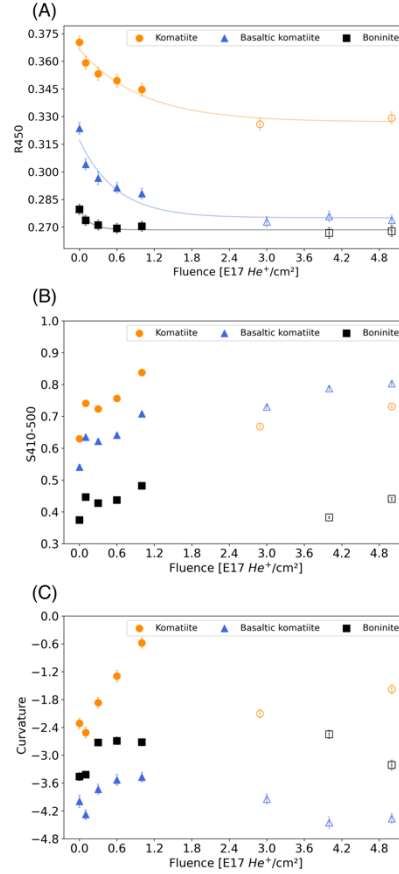 (A)
Komatiite Basaltic komatiite Boninite
0.375
0.360
0.345
0.330
0.315
0.300
0.285
0.270
R450
0.0 0.6 1.2 1.8 2.4 3.0 3.6 4.2 4.8
Fluence [E17 He⁺/cm²]
(B)
Komatiite Basaltic komatiite Boninite
1.0
0.9
0.8
0.7
0.6
0.5
0.4
0.3
S410-500
0.0 0.6 1.2 1.8 2.4 3.0 3.6 4.2 4.8
Fluence [E17 He⁺/cm²]
(C)
Komatiite Basaltic komatiite Boninite
0.0
−0.6
−1.2
−1.8
−2.4
−3.0
−3.6
−4.2
−4.8
Curvature
0.0 0.6 1.2 1.8 2.4 3.0 3.6 4.2 4.8
Fluence [E17 He⁺/cm²]